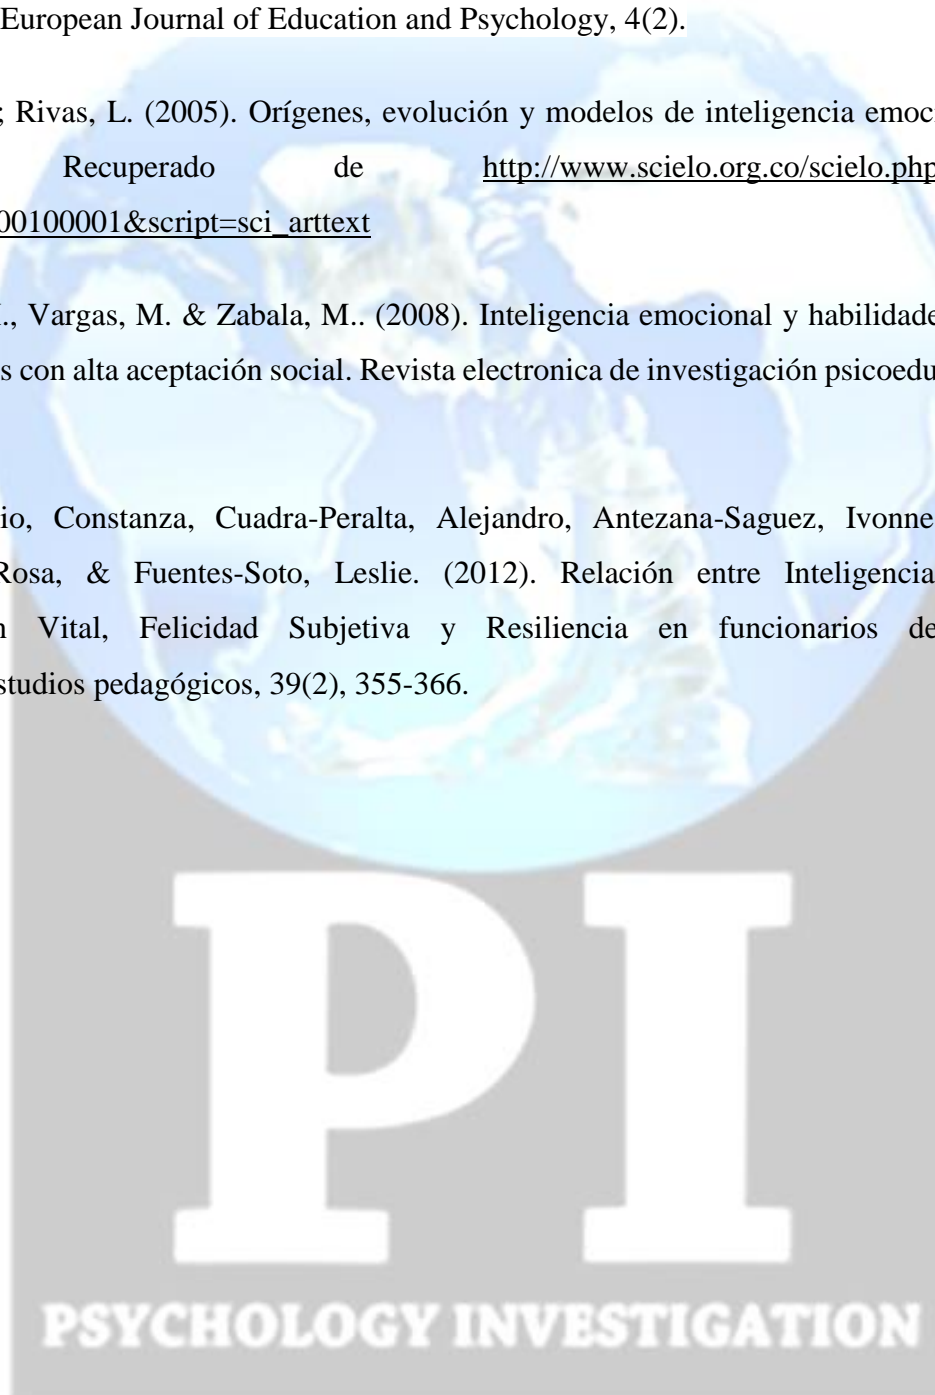 European Journal of Education and Psychology, 4(2).
; Rivas, L. (2005). Orígenes, evolución y modelos de inteligencia emoc
Recuperado de http://www.scielo.org.co/scielo.php
00100001&script=sci_arttext
., Vargas, M. & Zabala, M.. (2008). Inteligencia emocional y habilidade
s con alta aceptación social. Revista electronica de investigación psicoedu
io, Constanza, Cuadra-Peralta, Alejandro, Antezana-Saguez, Ivonne
Rosa, & Fuentes-Soto, Leslie. (2012). Relación entre Inteligencia
n Vital, Felicidad Subjetiva y Resiliencia en funcionarios de
studios pedagógicos, 39(2), 355-366.
PI
PSYCHOLOGY INVESTIGATION